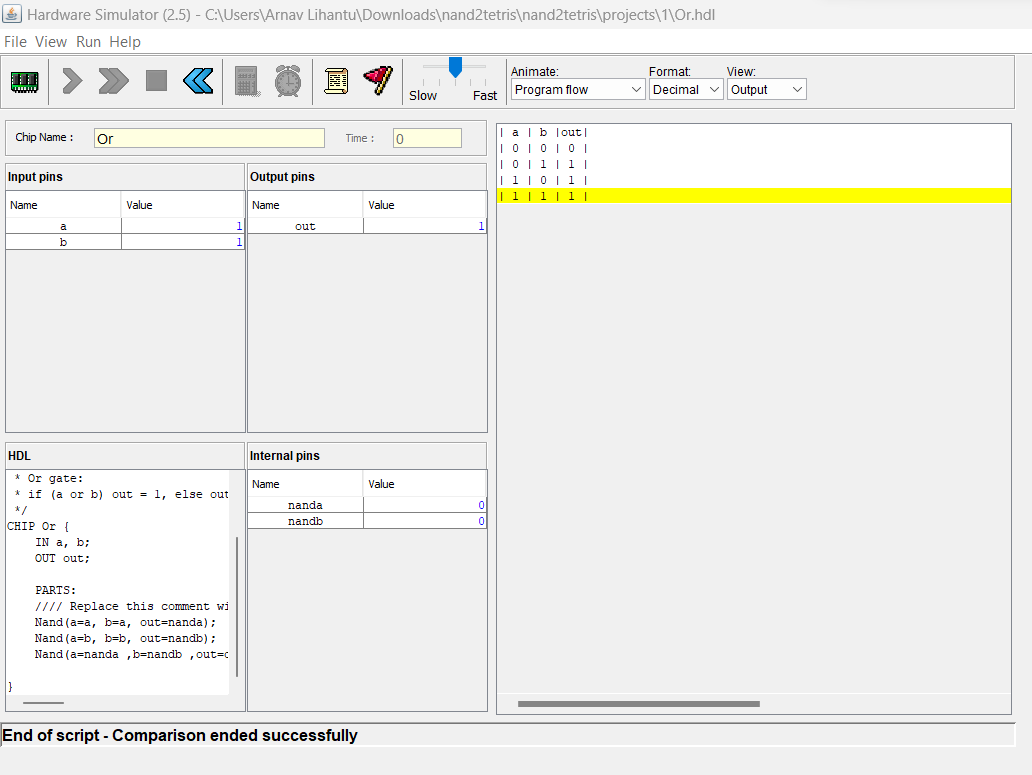 Hardware Simulator (2.5) - C:\Users\Arnav Lihantu\Downloads\nand2tetris\nand2tetris\projects\1\Or.hdl
File View Run Help
Slow Fast
Animate: Format: View:
Program flow Decimal Output
Chip Name : Or Time : 0
Input pins
Name Value
a 1
b 1
Output pins
Name Value
out 1
| a | b |out|
| 0 | 0 | 0 |
| 0 | 1 | 1 |
| 1 | 0 | 1 |
| 1 | 1 | 1 |
HDL
* Or gate:
* if (a or b) out = 1, else out
*/
CHIP Or {
IN a, b;
OUT out;
PARTS:
//// Replace this comment wi
Nand(a=a, b=a, out=nanda);
Nand(a=b, b=b, out=nandb);
Nand(a=nanda ,b=nandb ,out=o
}
Internal pins
Name Value
nanda 0
nandb 0
End of script - Comparison ended successfully